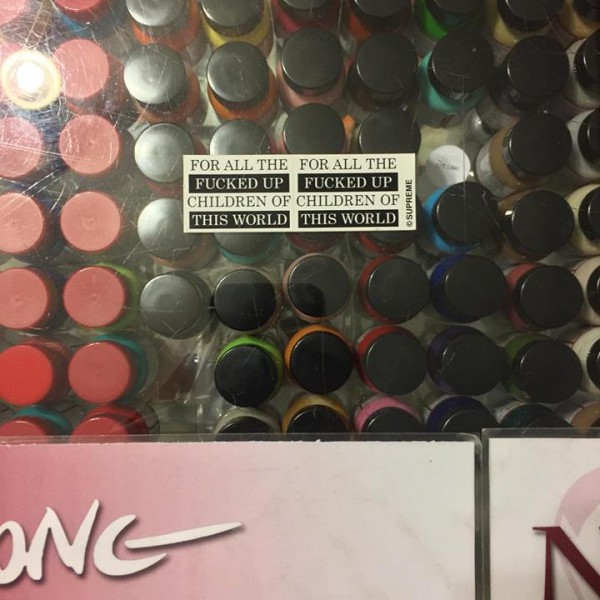 FOR ALL THE FOR ALL THE
FUCKED UP FUCKED UP
CHILDREN OF CHILDREN OF
THIS WORLD THIS WORLD
©SUPREME